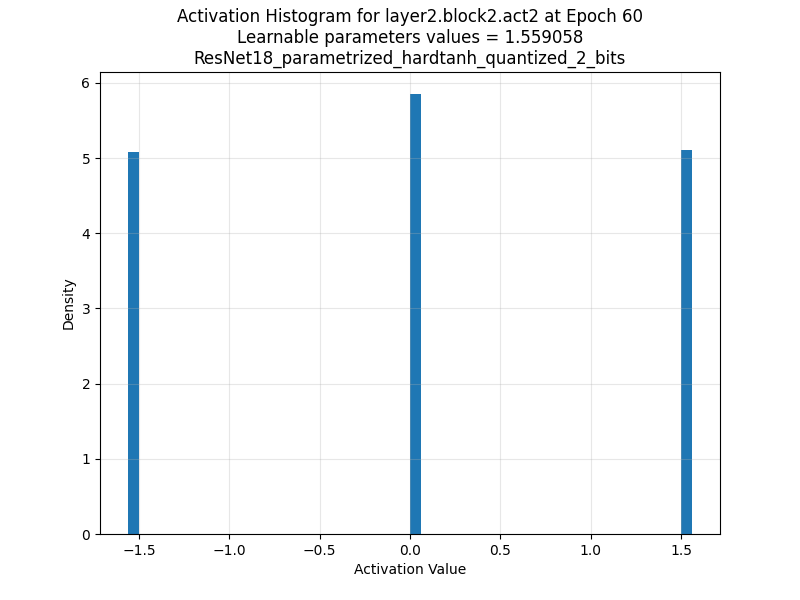 Activation Histogram for layer2.block2.act2 at Epoch 60
Learnable parameters values = 1.559058
ResNet18_parametrized_hardtanh_quantized_2_bits
6
5
4
3
2
1
0
Density
−1.5 −1.0 −0.5 0.0 0.5 1.0 1.5
Activation Value